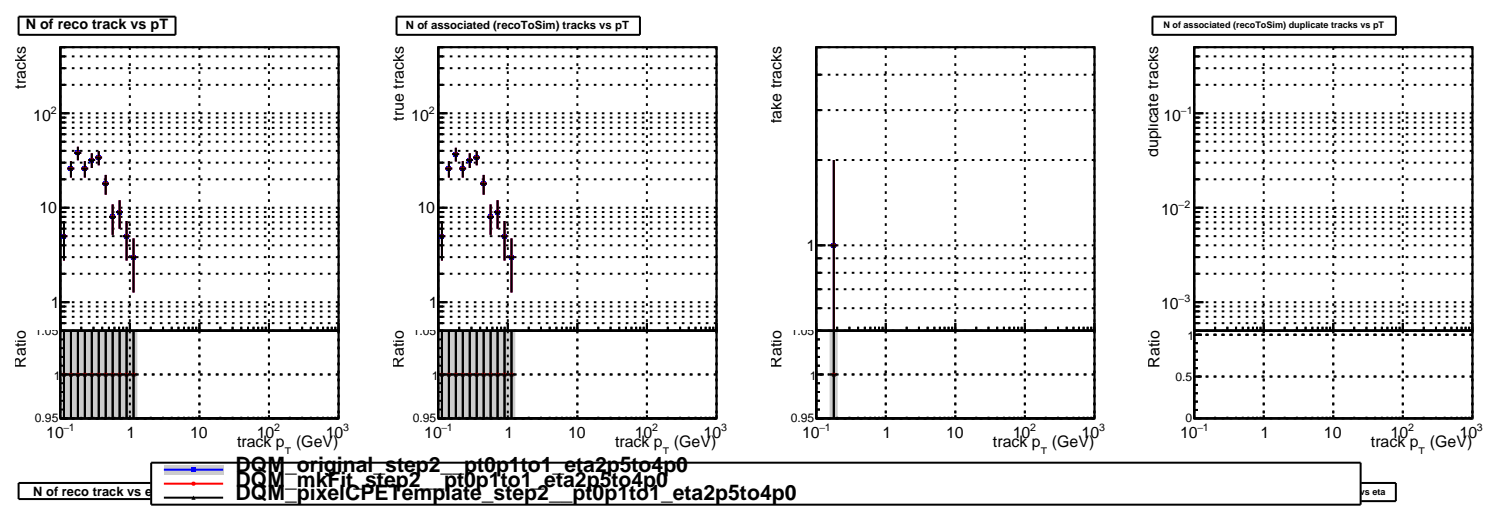 N of reco track vs pT
N of associated (recoToSim) tracks vs pT
N of associated (recoToSim) duplicate tracks vs pT
tracks
10²
10
1
Ratio
1.05
1
0.95
10⁻¹ 1 10 10² 10³
track p_T (GeV)
true tracks
10²
10
1
Ratio
1.05
1
0.95
10⁻¹ 1 10 10² 10³
track p_T (GeV)
fake tracks
1
Ratio
1.05
1
0.95
10⁻¹ 1 10 10² 10³
track p_T (GeV)
duplicate tracks
10⁻¹
10⁻²
10⁻³
Ratio
1
0.5
0
10⁻¹ 1 10 10² 10³
track p_T (GeV)
DQM_original_step2__pt0p1to1_eta2p5to4p0
DQM_mkFit_step2__pt0p1to1_eta2p5to4p0
DQM_pixelCPETemplate_step2__pt0p1to1_eta2p5to4p0
N of reco track vs e
vs eta